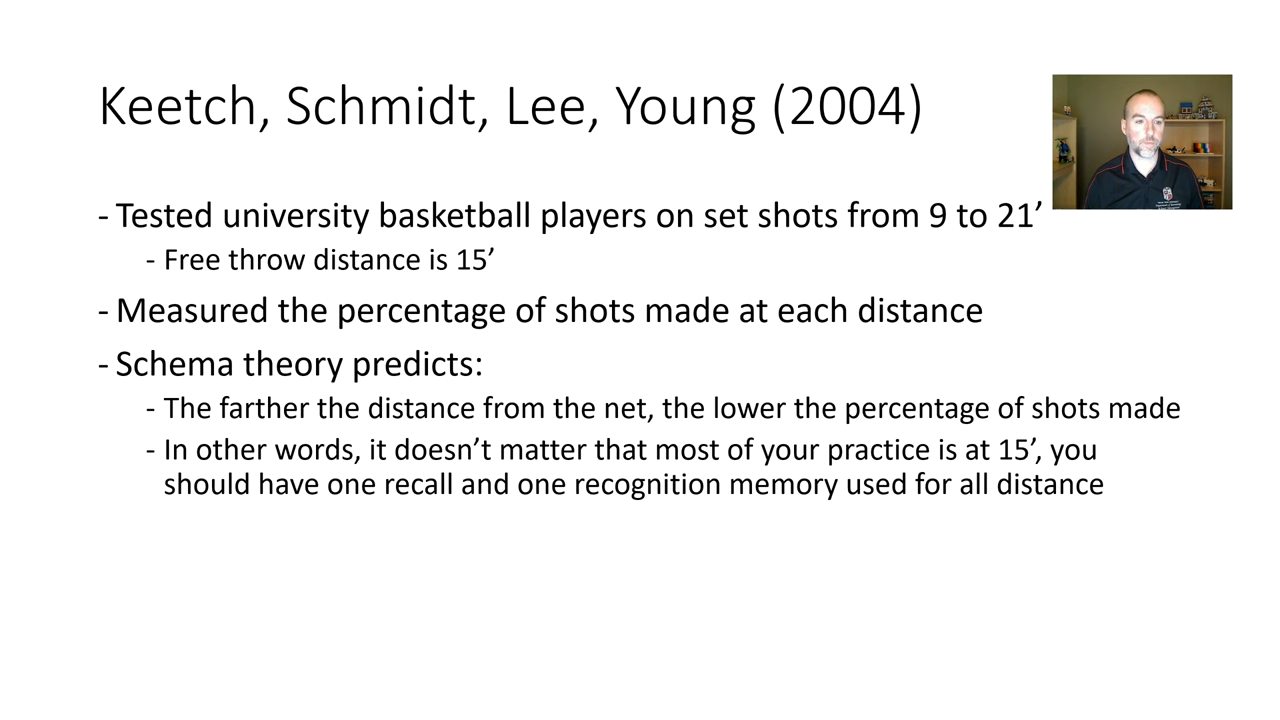 Keetch, Schmidt, Lee, Young (2004)
- Tested university basketball players on set shots from 9 to 21’
- Free throw distance is 15’
- Measured the percentage of shots made at each distance
- Schema theory predicts:
- The farther the distance from the net, the lower the percentage of shots made
- In other words, it doesn’t matter that most of your practice is at 15’, you
should have one recall and one recognition memory used for all distance